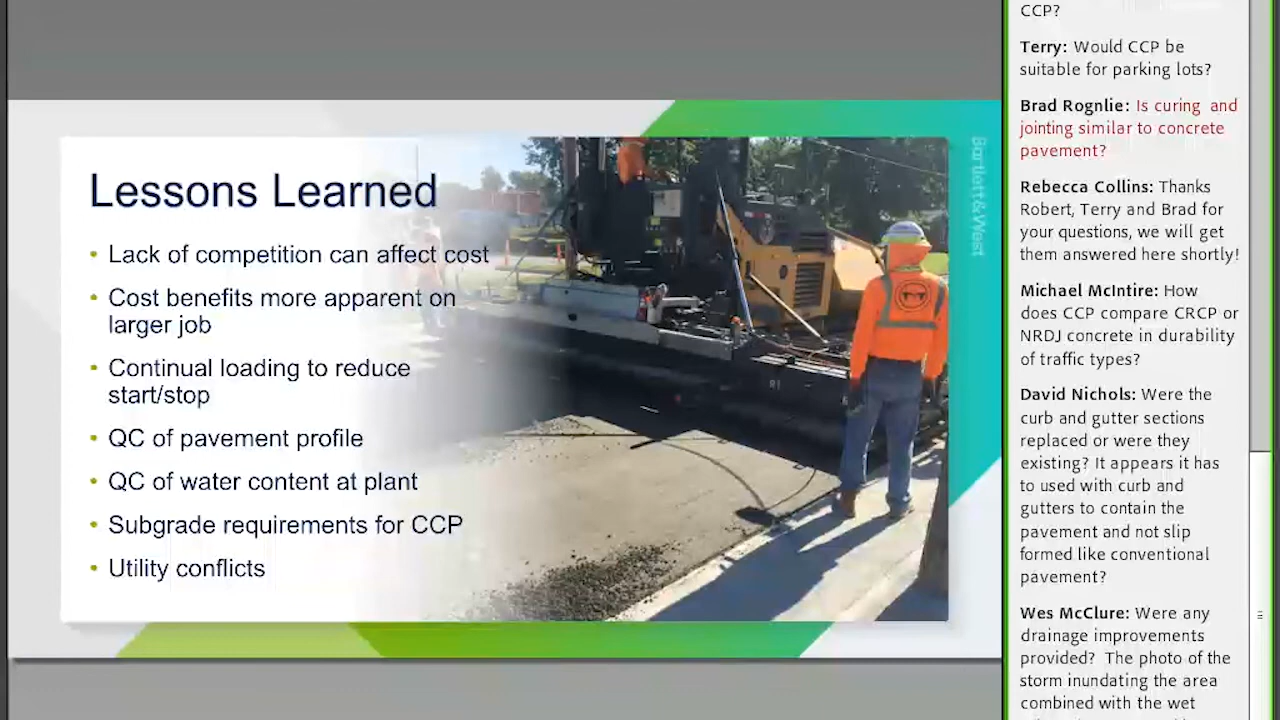 Lessons Learned
• Lack of competition can affect cost
• Cost benefits more apparent on
larger job
• Continual loading to reduce
start/stop
• QC of pavement profile
• QC of water content at plant
• Subgrade requirements for CCP
• Utility conflicts
Bartlett&West
CCP?
Terry: Would CCP be
suitable for parking lots?
Brad Rognlie: Is curing and
jointing similar to concrete
pavement?
Rebecca Collins: Thanks
Robert, Terry and Brad for
your questions, we will get
them answered here shortly!
Michael McIntire: How
does CCP compare CRCP or
NRDJ concrete in durability
of traffic types?
David Nichols: Were the
curb and gutter sections
replaced or were they
existing? It appears it has
to used with curb and
gutters to contain the
pavement and not slip
formed like conventional
pavement?
Wes McClure: Were any
drainage improvements
provided? The photo of the
storm inundating the area
combined with the wet